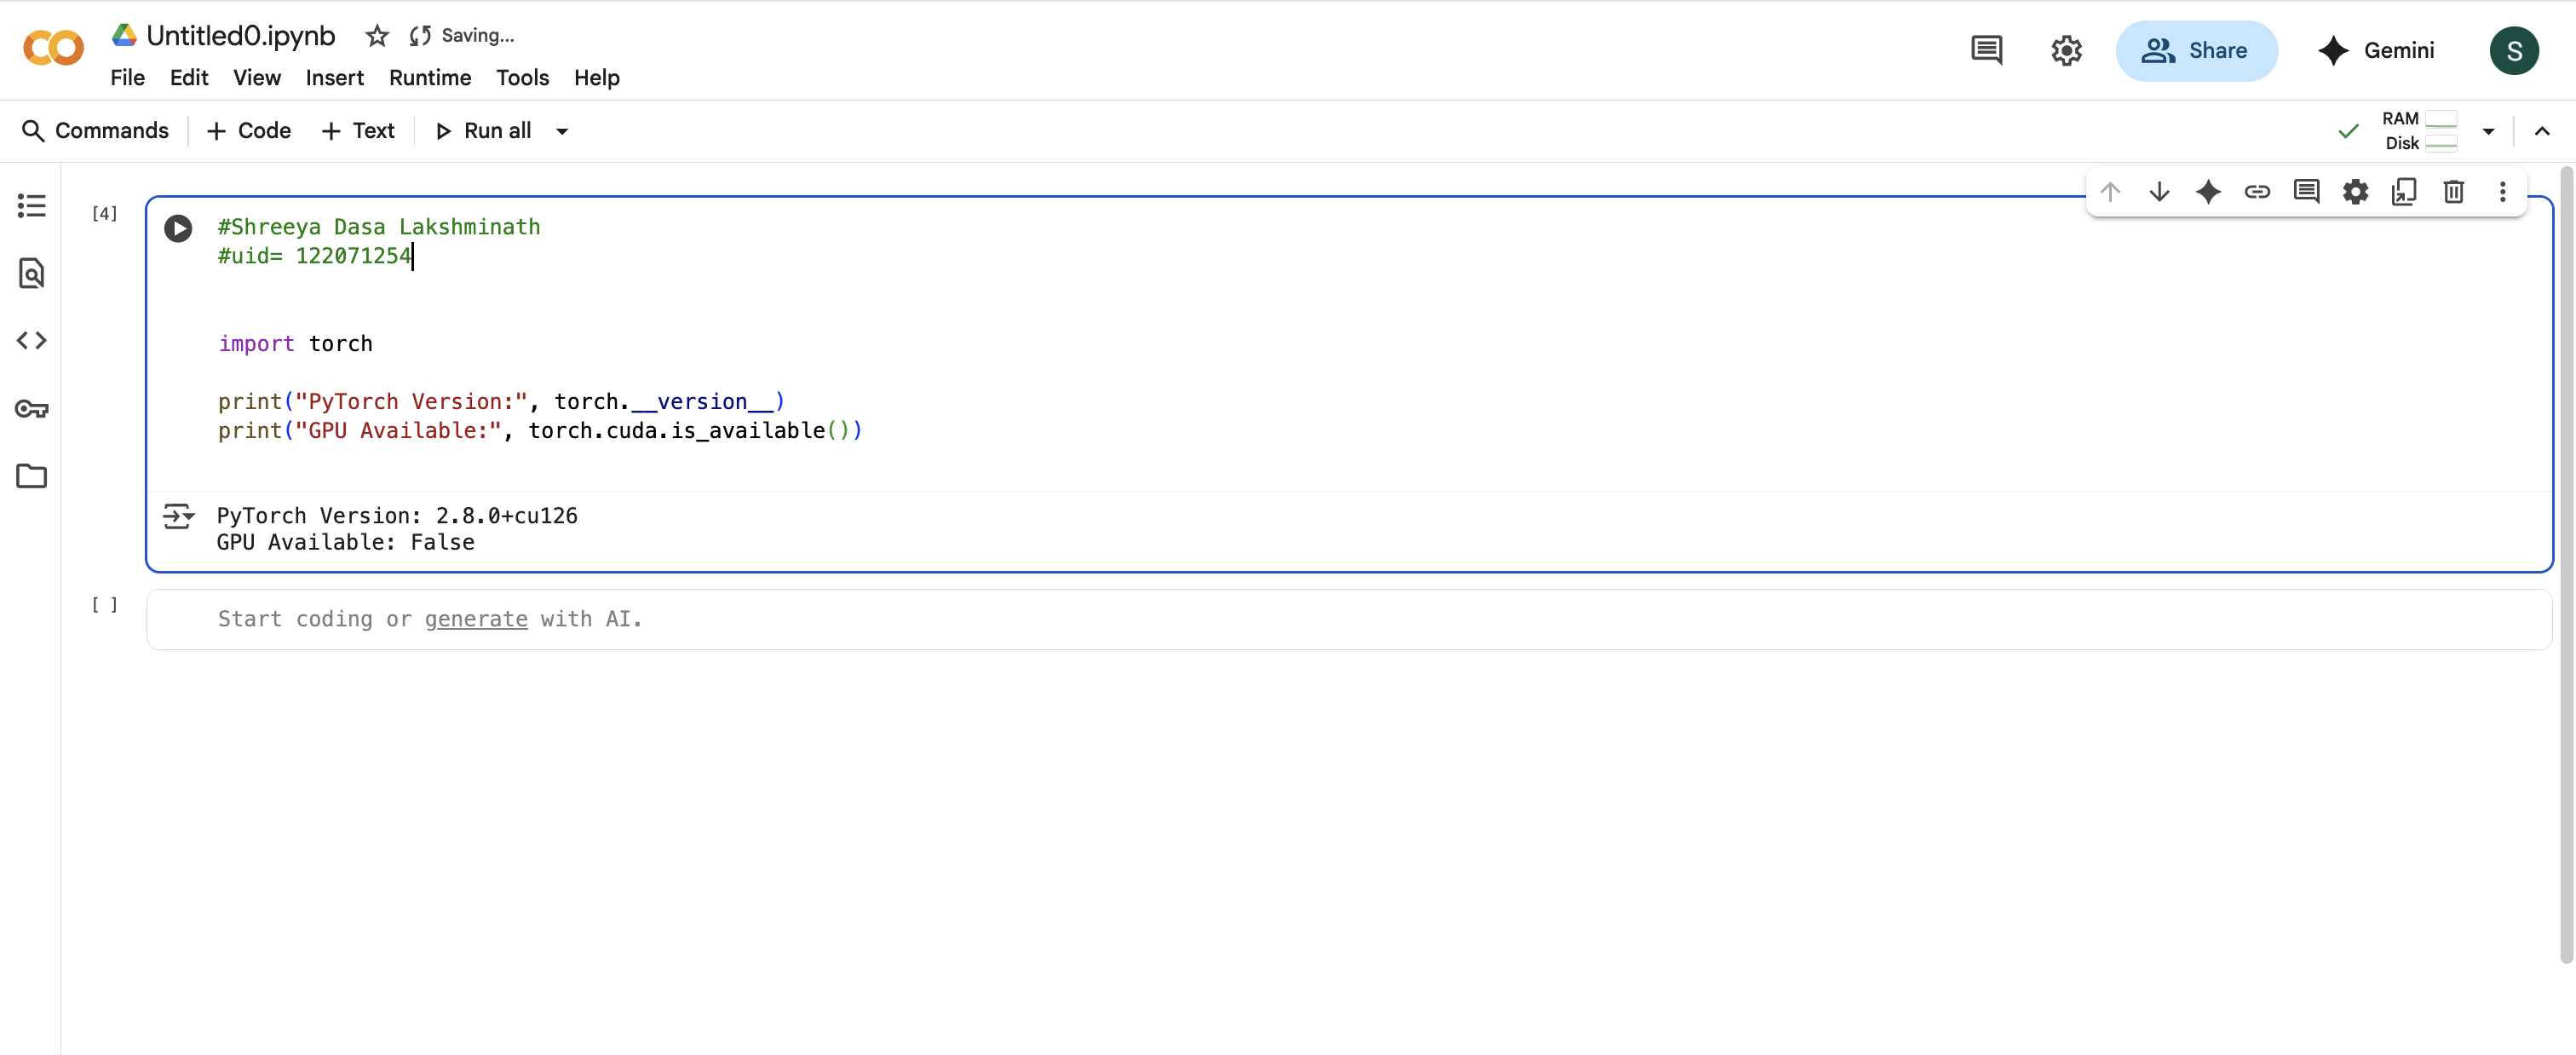 Untitled0.ipynb Saving...
File Edit View Insert Runtime Tools Help
Share Gemini S
Commands + Code + Text Run all
RAM
Disk
[4]
#Shreeya Dasa Lakshminath
#uid= 122071254
import torch
print("PyTorch Version:", torch.__version__)
print("GPU Available:", torch.cuda.is_available())
PyTorch Version: 2.8.0+cu126
GPU Available: False
[ ]
Start coding or generate with AI.